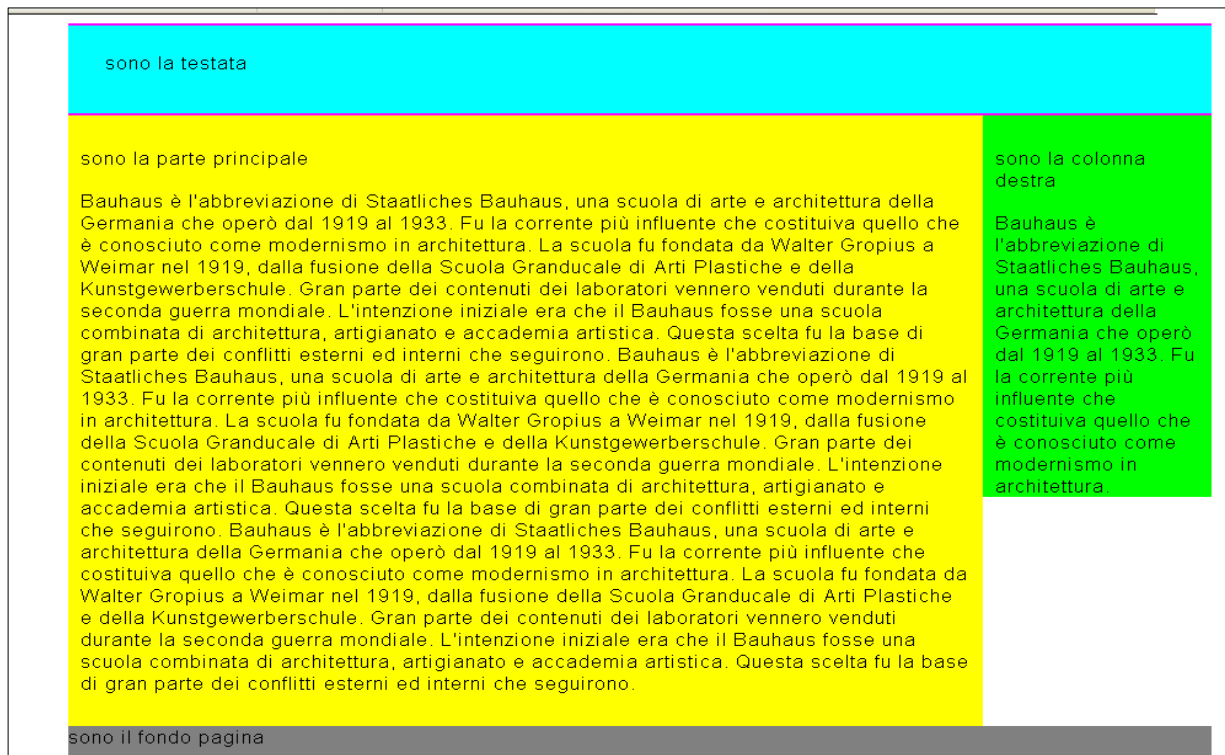 sono la testata
sono la parte principale
Bauhaus è l'abbreviazione di Staatliches Bauhaus, una scuola di arte e architettura della
Germania che operò dal 1919 al 1933. Fu la corrente più influente che costituiva quello che
è conosciuto come modernismo in architettura. La scuola fu fondata da Walter Gropius a
Weimar nel 1919, dalla fusione della Scuola Granducale di Arti Plastiche e della
Kunstgewerberschule. Gran parte dei contenuti dei laboratori vennero venduti durante la
seconda guerra mondiale. L'intenzione iniziale era che il Bauhaus fosse una scuola
combinata di architettura, artigianato e accademia artistica. Questa scelta fu la base di
gran parte dei conflitti esterni ed interni che seguirono. Bauhaus è l'abbreviazione di
Staatliches Bauhaus, una scuola di arte e architettura della Germania che operò dal 1919 al
1933. Fu la corrente più influente che costituiva quello che è conosciuto come modernismo
in architettura. La scuola fu fondata da Walter Gropius a Weimar nel 1919, dalla fusione
della Scuola Granducale di Arti Plastiche e della Kunstgewerberschule. Gran parte dei
contenuti dei laboratori vennero venduti durante la seconda guerra mondiale. L'intenzione
iniziale era che il Bauhaus fosse una scuola combinata di architettura, artigianato e
accademia artistica. Questa scelta fu la base di gran parte dei conflitti esterni ed interni
che seguirono. Bauhaus è l'abbreviazione di Staatliches Bauhaus, una scuola di arte e
architettura della Germania che operò dal 1919 al 1933. Fu la corrente più influente che
costituiva quello che è conosciuto come modernismo in architettura. La scuola fu fondata da
Walter Gropius a Weimar nel 1919, dalla fusione della Scuola Granducale di Arti Plastiche
e della Kunstgewerberschule. Gran parte dei contenuti dei laboratori vennero venduti
durante la seconda guerra mondiale. L'intenzione iniziale era che il Bauhaus fosse una
scuola combinata di architettura, artigianato e accademia artistica. Questa scelta fu la base
di gran parte dei conflitti esterni ed interni che seguirono.
sono la colonna
destra
Bauhaus è
l'abbreviazione di
Staatliches Bauhaus,
una scuola di arte e
architettura della
Germania che operò
dal 1919 al 1933. Fu
la corrente più
influente che
costituiva quello che
è conosciuto come
modernismo in
architettura.
sono il fondo pagina